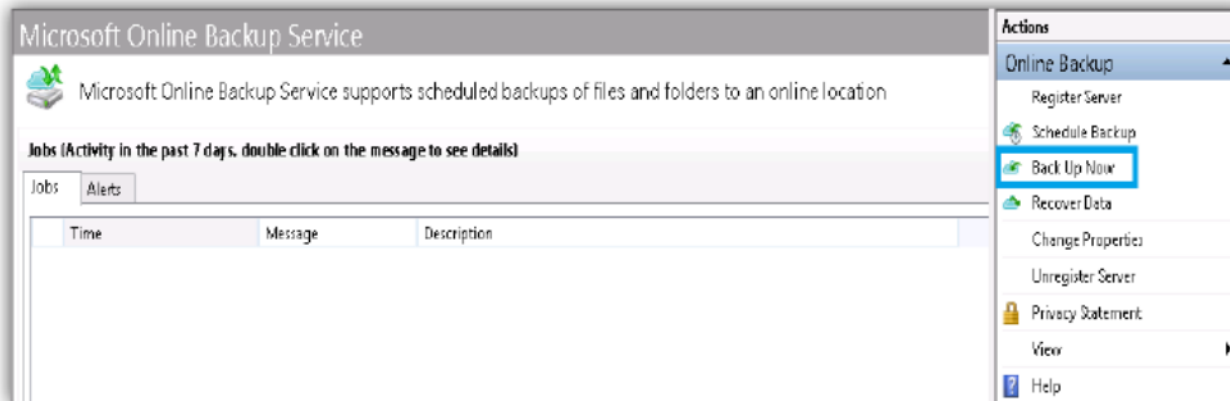 Microsoft Online Backup Service
Microsoft Online Backup Service supports scheduled backups of files and folders to an online location
Jobs (Activity in the past 7 days, double click on the message to see details)
Jobs
Alerts
Time
Message
Description
Actions
Online Backup
Register Server
Schedule Backup
Back Up Now
Recover Data
Change Properties
Unregister Server
Privacy Statement
View
Help